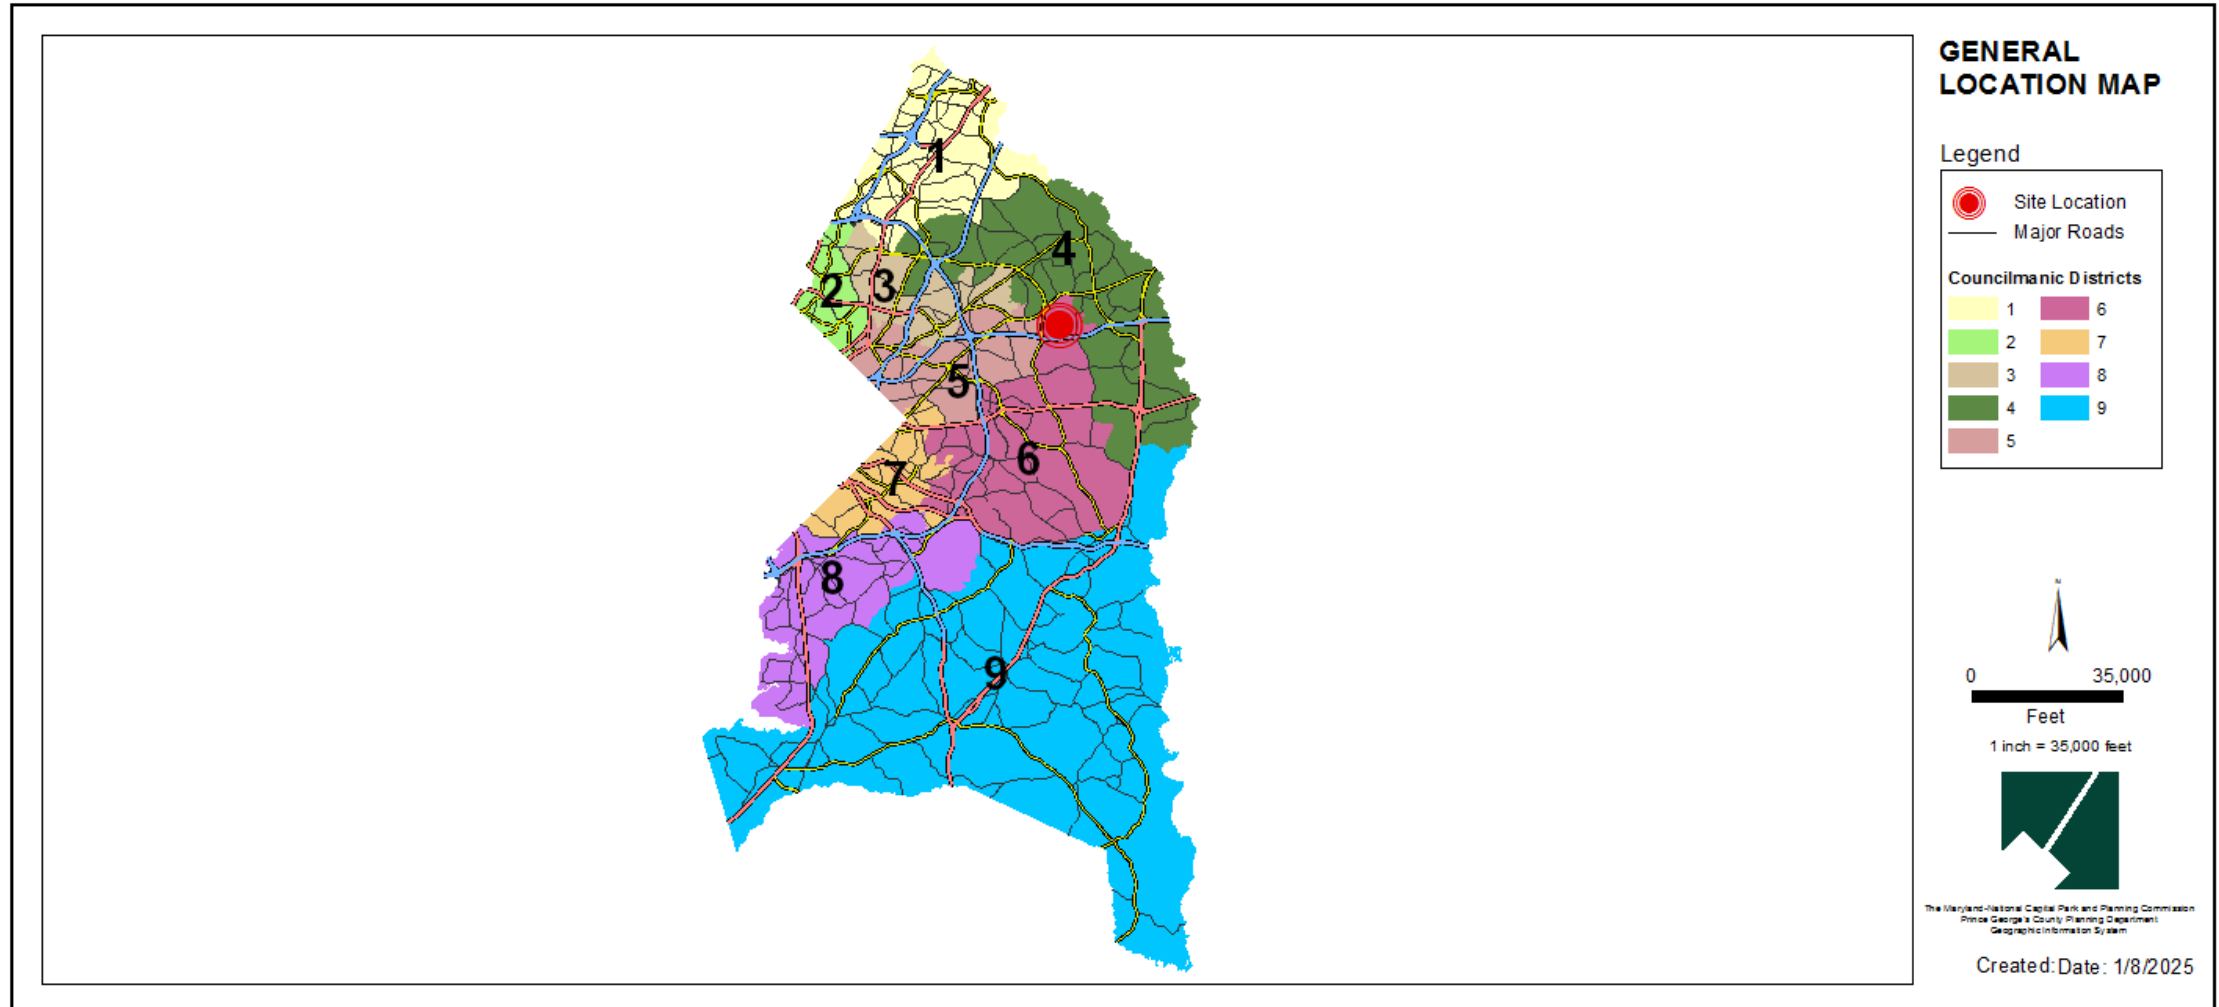 GENERAL
LOCATION MAP
Legend
Site Location
Major Roads
Councilmanic Districts
1 6
2 7
3 8
4 9
5
1
4
2
3
5
6
7
8
9
N
0 35,000
Feet
1 inch = 35,000 feet
The Maryland-National Capital Park and Planning Commission
Prince George's County Planning Department
Geographic Information System
Created: Date: 1/8/2025